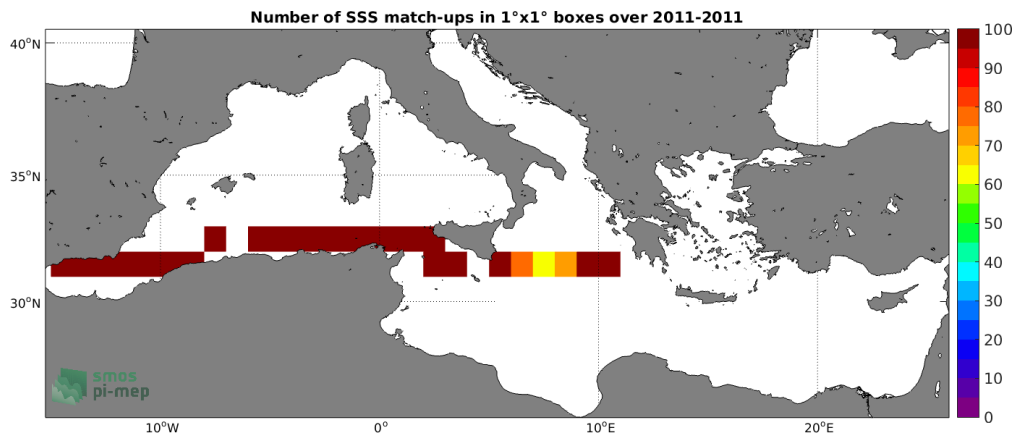 Number of SSS match-ups in 1°x1° boxes over 2011-2011
40°N
35°N
30°N
10°W
0°
10°E
20°E
100
90
80
70
60
50
40
30
20
10
0
smos
pi-mep